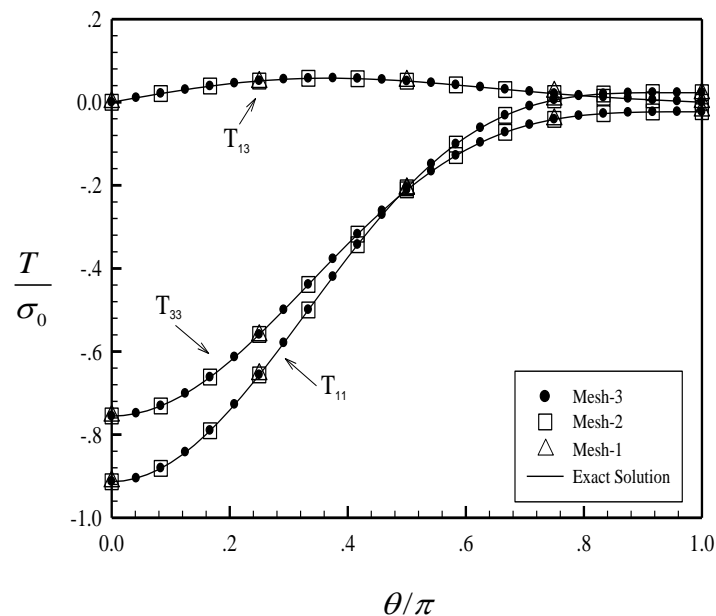 .2
0.0
-.2
-.4
-.6
-.8
-1.0
T
σ₀
T₁₃
T₃₃
T₁₁
Mesh-3
Mesh-2
Mesh-1
Exact Solution
0.0 .2 .4 .6 .8 1.0
θ/π